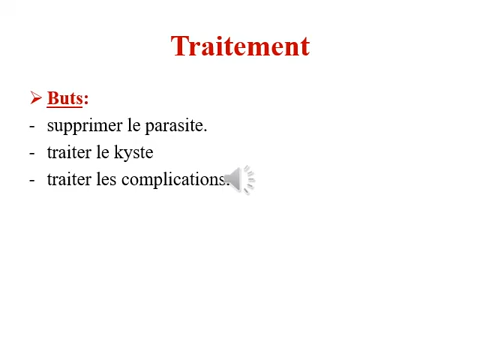 Traitement
➢ Buts:
- supprimer le parasite.
- traiter le kyste
- traiter les complications.